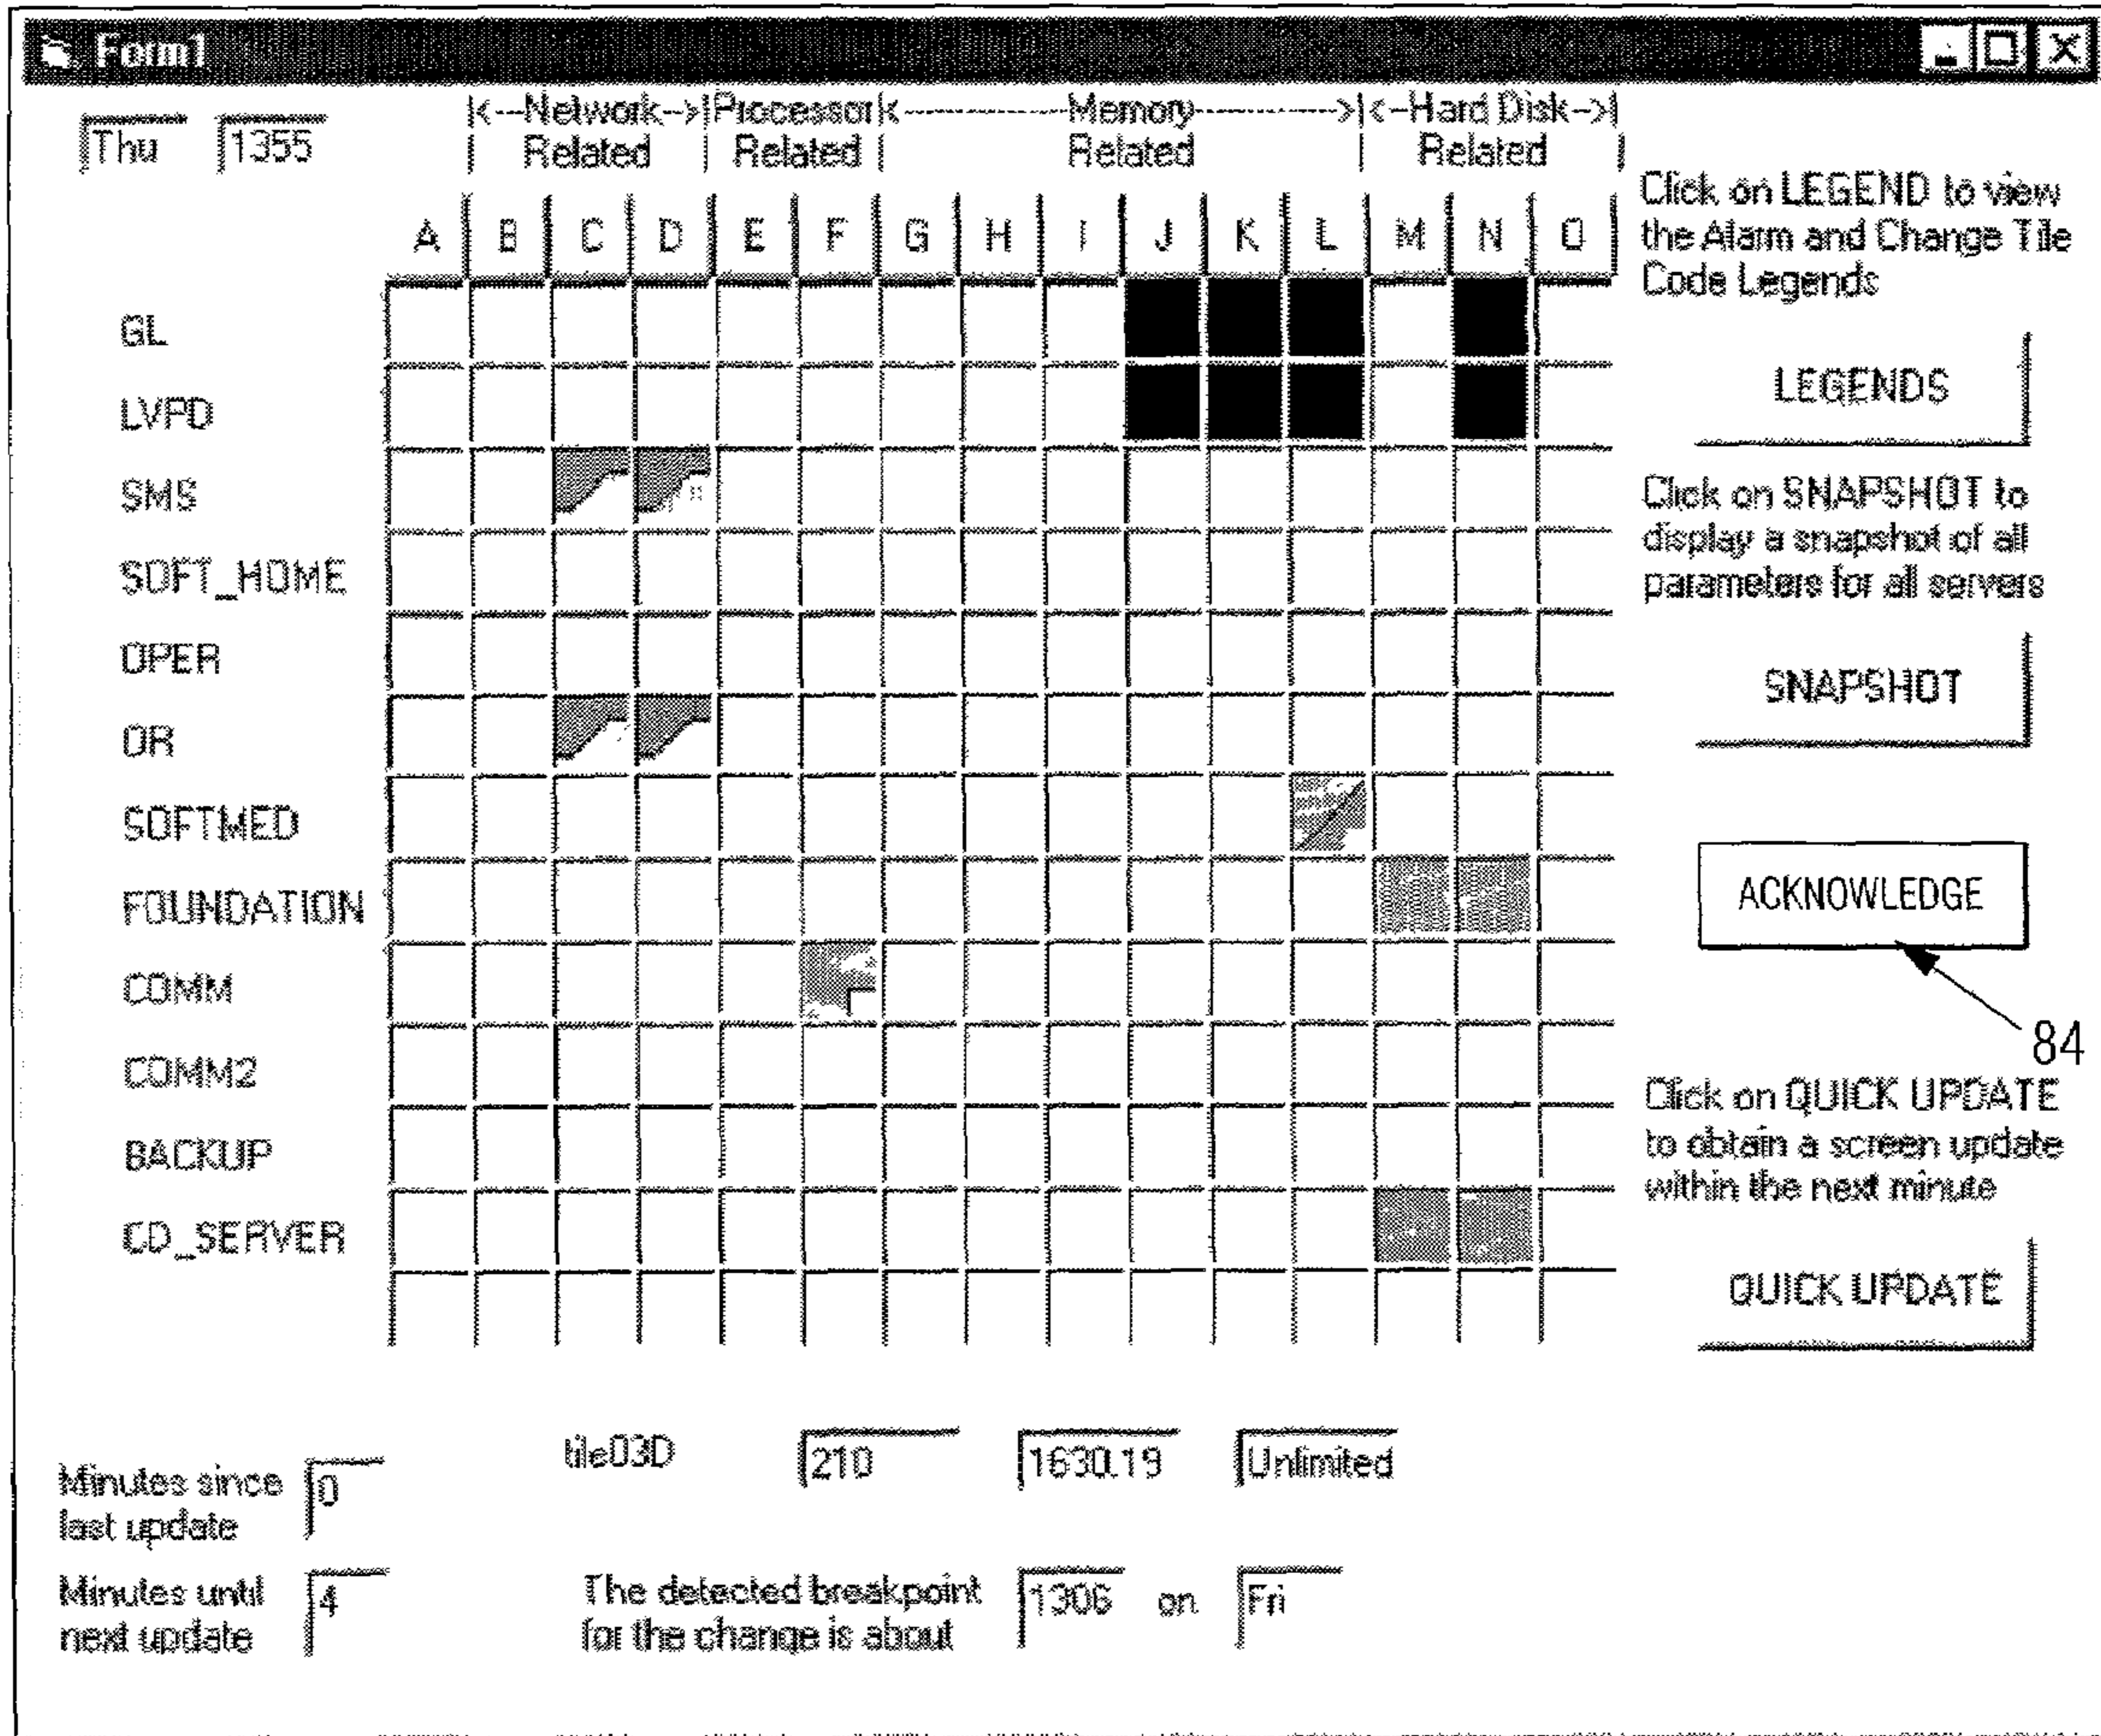 Form1
Thu 1355
|<--Network-->|Processor|<----------Memory---------->|<--Hard Disk-->|
| Related | Related | Related | Related |
A B C D E F G H I J K L M N O
Click on LEGEND to view
the Alarm and Change Tile
Code Legends
GL
LEGENDS
LVPD
SMS
Click on SNAPSHOT to
display a snapshot of all
parameters for all servers
SOFT_HOME
OPER
SNAPSHOT
OR
SOFTMED
FOUNDATION
ACKNOWLEDGE
COMM
84
COMM2
Click on QUICK UPDATE
to obtain a screen update
within the next minute
BACKUP
CD_SERVER
QUICK UPDATE
tile03D 210 1630.19 Unlimited
Minutes since
last update 0
Minutes until
next update 4
The detected breakpoint
for the change is about 1306 on Fri